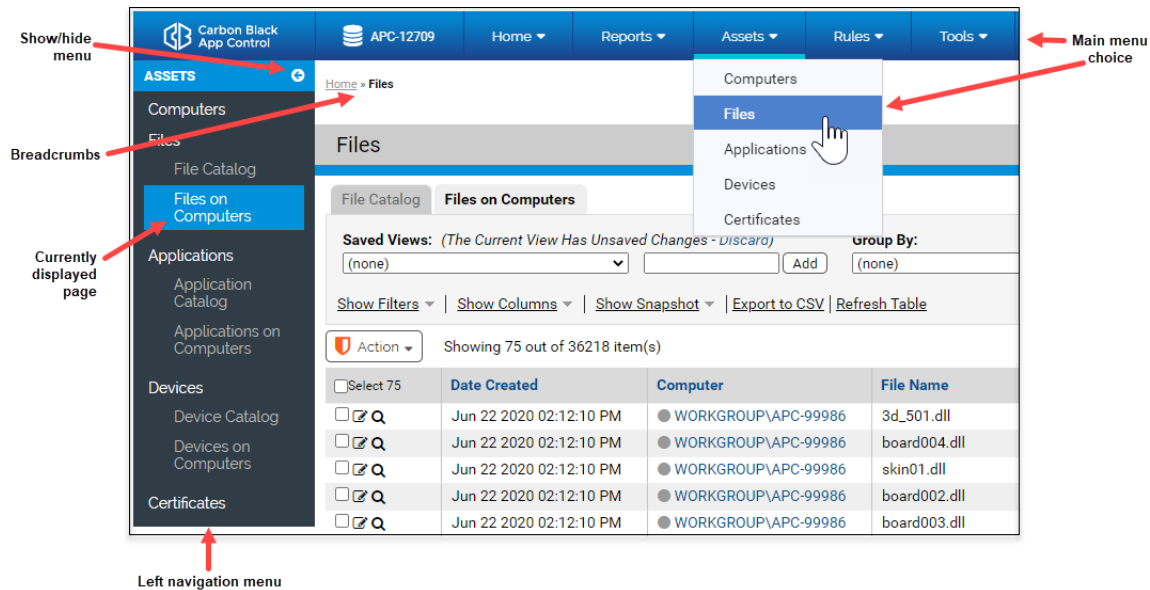 Show/hide
menu
Breadcrumbs
Currently
displayed
page
Left navigation menu
Main menu
choice
Carbon Black
App Control
APC-12709
Home
Reports
Assets
Rules
Tools
ASSETS
Computers
Files
File Catalog
Files on
Computers
Applications
Application
Catalog
Applications on
Computers
Devices
Device Catalog
Devices on
Computers
Certificates
Home » Files
Computers
Files
Applications
Devices
Certificates
Files
File Catalog Files on Computers
Saved Views: (The Current View Has Unsaved Changes - Discard) Group By:
(none) Add (none)
Show Filters | Show Columns | Show Snapshot | Export to CSV | Refresh Table
Action Showing 75 out of 36218 item(s)
Select 75 Date Created Computer File Name
Jun 22 2020 02:12:10 PM WORKGROUP\APC-99986 3d_501.dll
Jun 22 2020 02:12:10 PM WORKGROUP\APC-99986 board004.dll
Jun 22 2020 02:12:10 PM WORKGROUP\APC-99986 skin01.dll
Jun 22 2020 02:12:10 PM WORKGROUP\APC-99986 board002.dll
Jun 22 2020 02:12:10 PM WORKGROUP\APC-99986 board003.dll